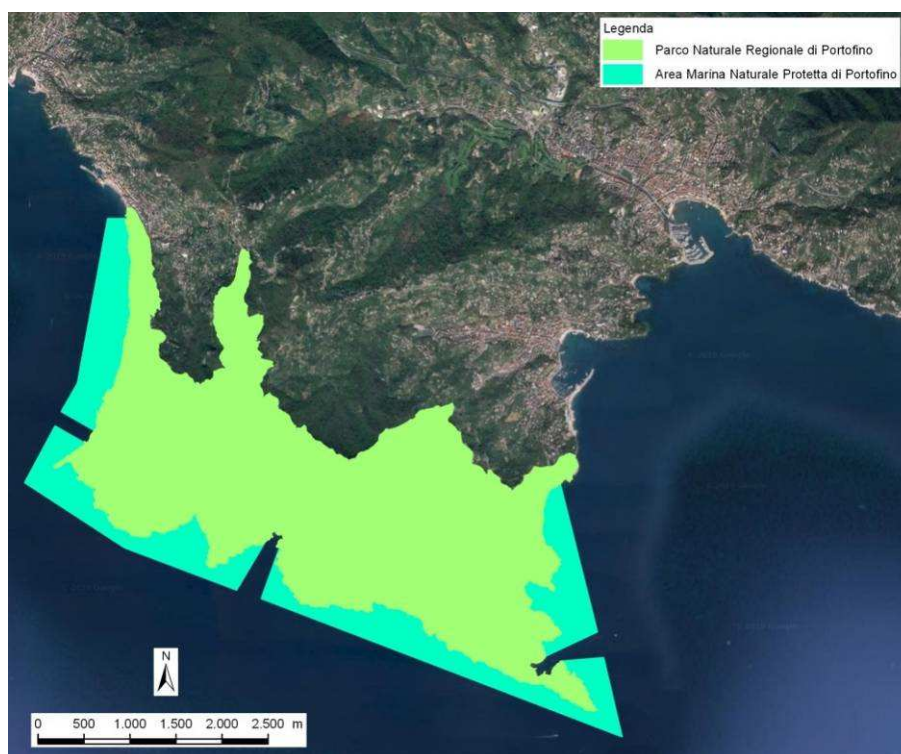 Legenda
Parco Naturale Regionale di Portofino
Area Marina Naturale Protetta di Portofino
N
0 500 1.000 1.500 2.000 2.500 m